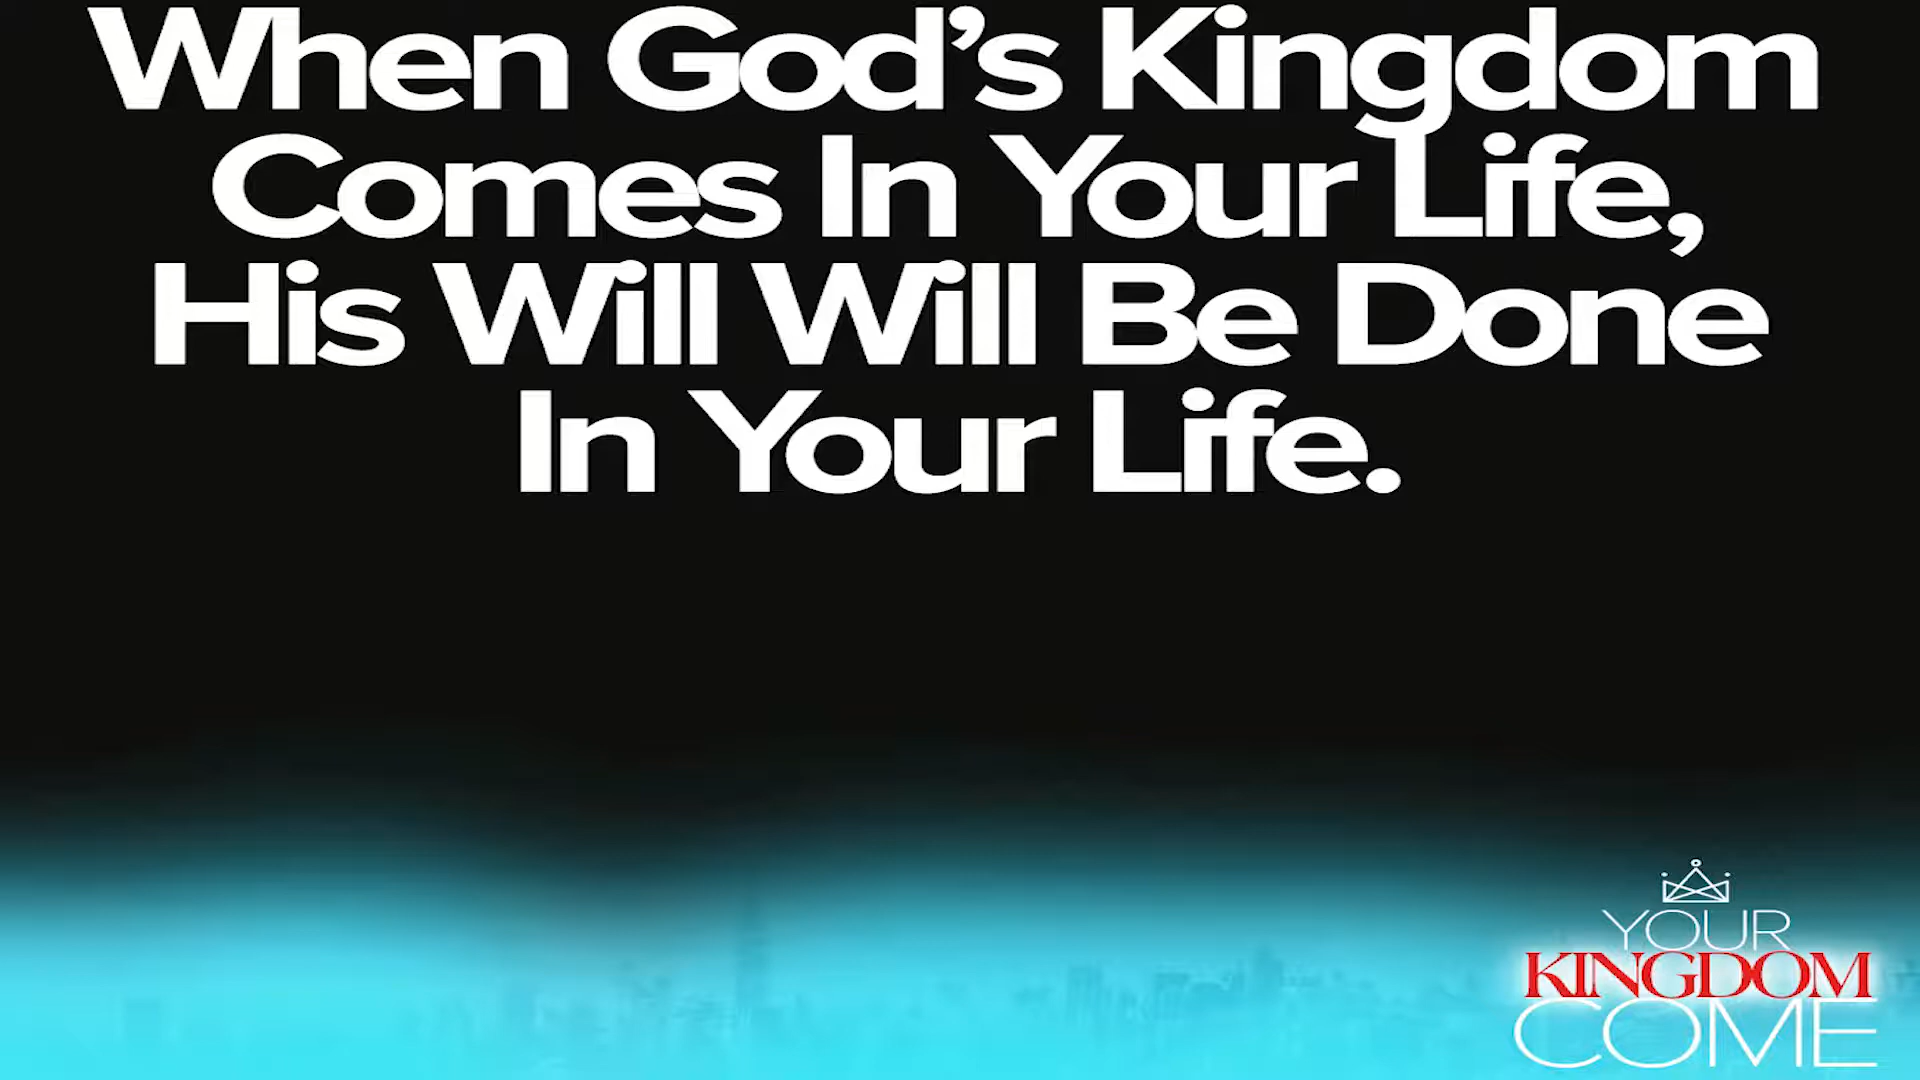 When God’s Kingdom
Comes In Your Life,
His Will Will Be Done
In Your Life.
YOUR
KINGDOM
COME